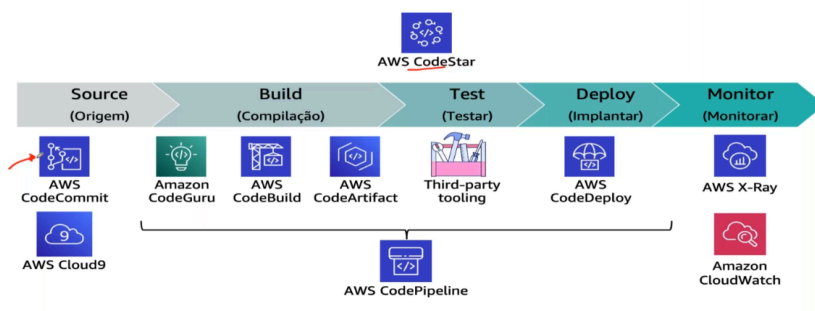 AWS CodeStar
Source
(Origem)
Build
(Compilação)
Test
(Testar)
Deploy
(Implantar)
Monitor
(Monitorar)
AWS
CodeCommit
Amazon
CodeGuru
AWS
CodeBuild
AWS
CodeArtifact
Third-party
tooling
AWS
CodeDeploy
AWS X-Ray
9
AWS Cloud9
AWS CodePipeline
Amazon
CloudWatch